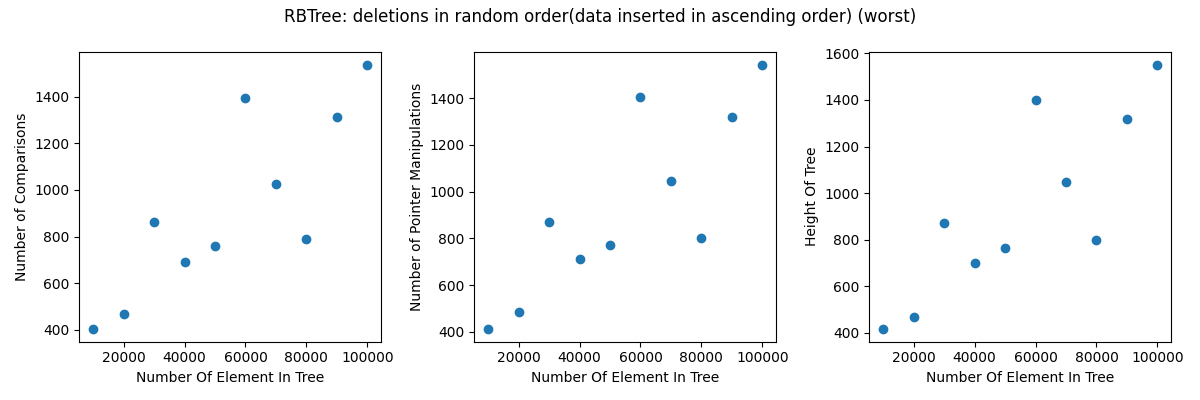 RBTree: deletions in random order(data inserted in ascending order) (worst)
Number of Comparisons
1400
1200
1000
800
600
400
20000 40000 60000 80000 100000
Number Of Element In Tree
Number of Pointer Manipulations
1400
1200
1000
800
600
400
20000 40000 60000 80000 100000
Number Of Element In Tree
Height Of Tree
1600
1400
1200
1000
800
600
400
20000 40000 60000 80000 100000
Number Of Element In Tree